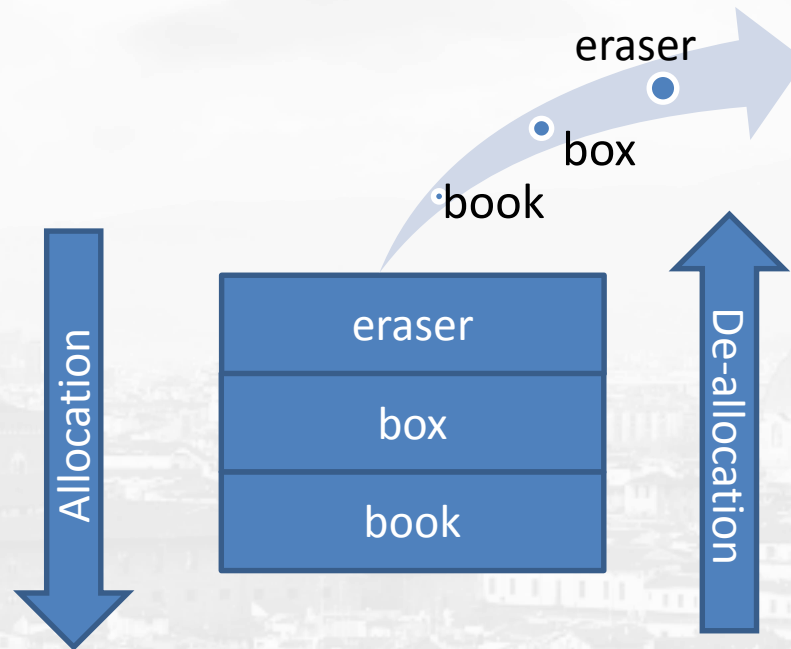 eraser
box
book
Allocation
eraser
box
book
De-allocation